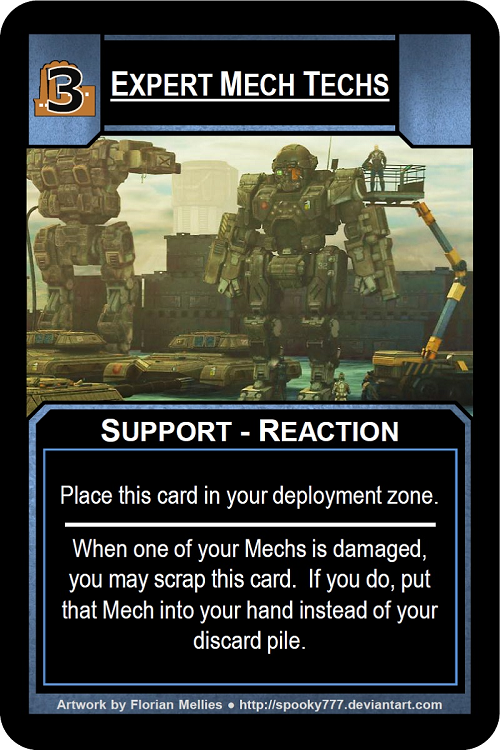 3
EXPERT MECH TECHS
SUPPORT - REACTION
Place this card in your deployment zone.
When one of your Mechs is damaged,
you may scrap this card.  If you do, put
that Mech into your hand instead of your
discard pile.
Artwork by Florian Mellies ● http://spooky777.deviantart.com